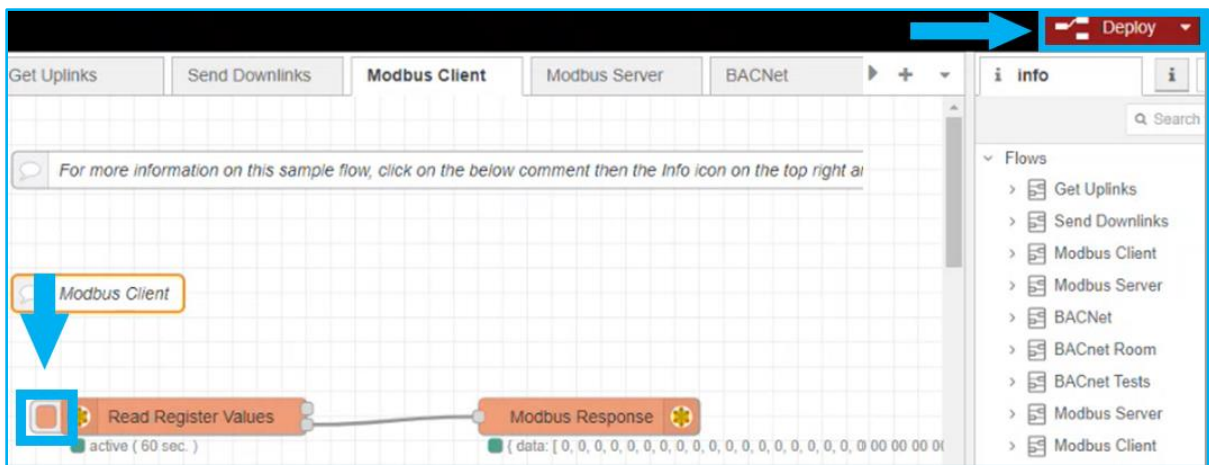 Deploy
Get Uplinks
Send Downlinks
Modbus Client
Modbus Server
BACNet
i info
i
Search
For more information on this sample flow, click on the below comment then the Info icon on the top right
Flows
Get Uplinks
Send Downlinks
Modbus Client
Modbus Server
BACNet
BACnet Room
BACnet Tests
Modbus Server
Modbus Client
Modbus Client
Read Register Values
Modbus Response
active ( 60 sec. )
{ data: [ 0, 0, 0, 0, 0, 0, 0, 0, 0, 0, 0, 0, 0, 0, 0, 0, 0, 0, 0, 0 00 00 00